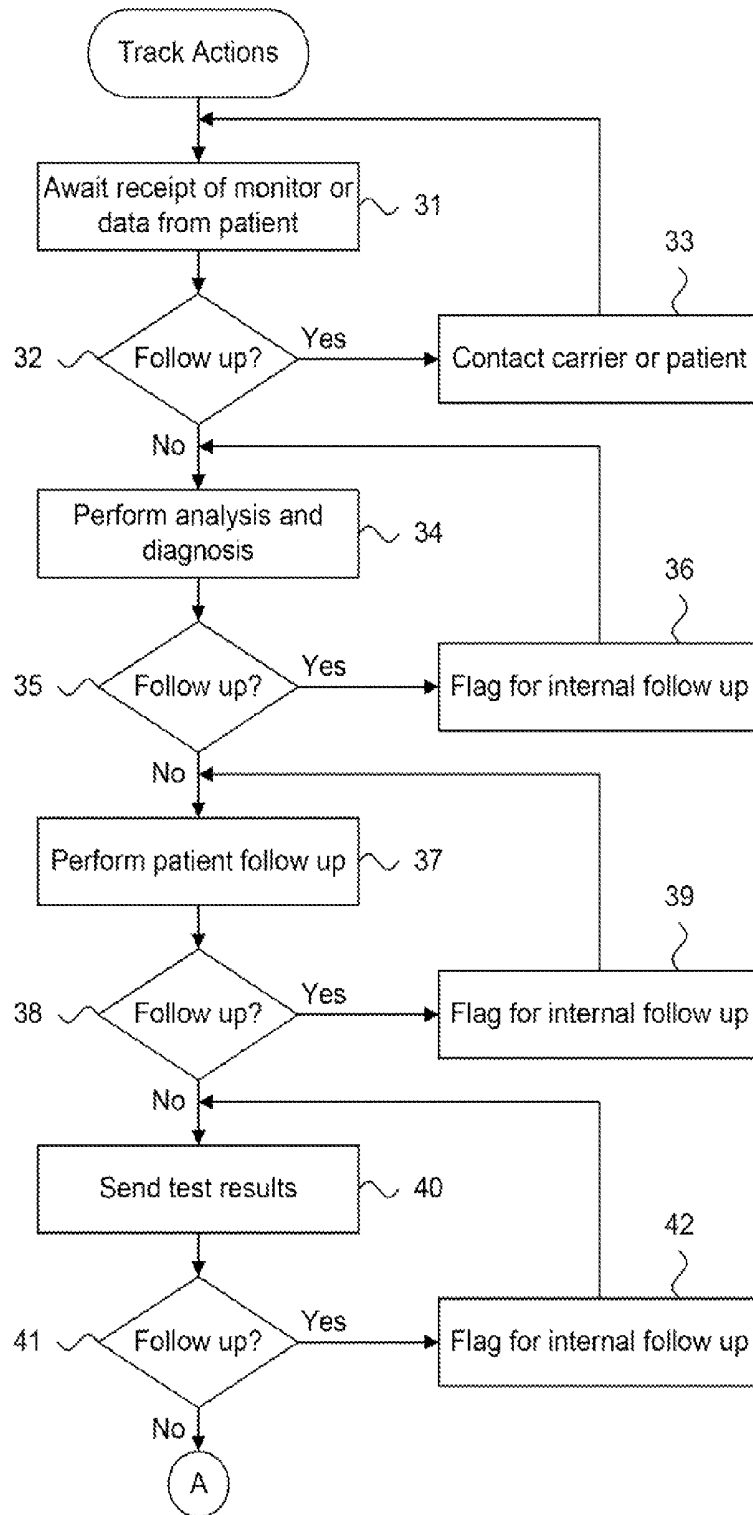 Track Actions
Await receipt of monitor or
data from patient
31
33
32
Follow up?
Yes
Contact carrier or patient
No
Perform analysis and
diagnosis
34
36
35
Follow up?
Yes
Flag for internal follow up
No
Perform patient follow up
37
39
38
Follow up?
Yes
Flag for internal follow up
No
Send test results
40
42
41
Follow up?
Yes
Flag for internal follow up
No
A